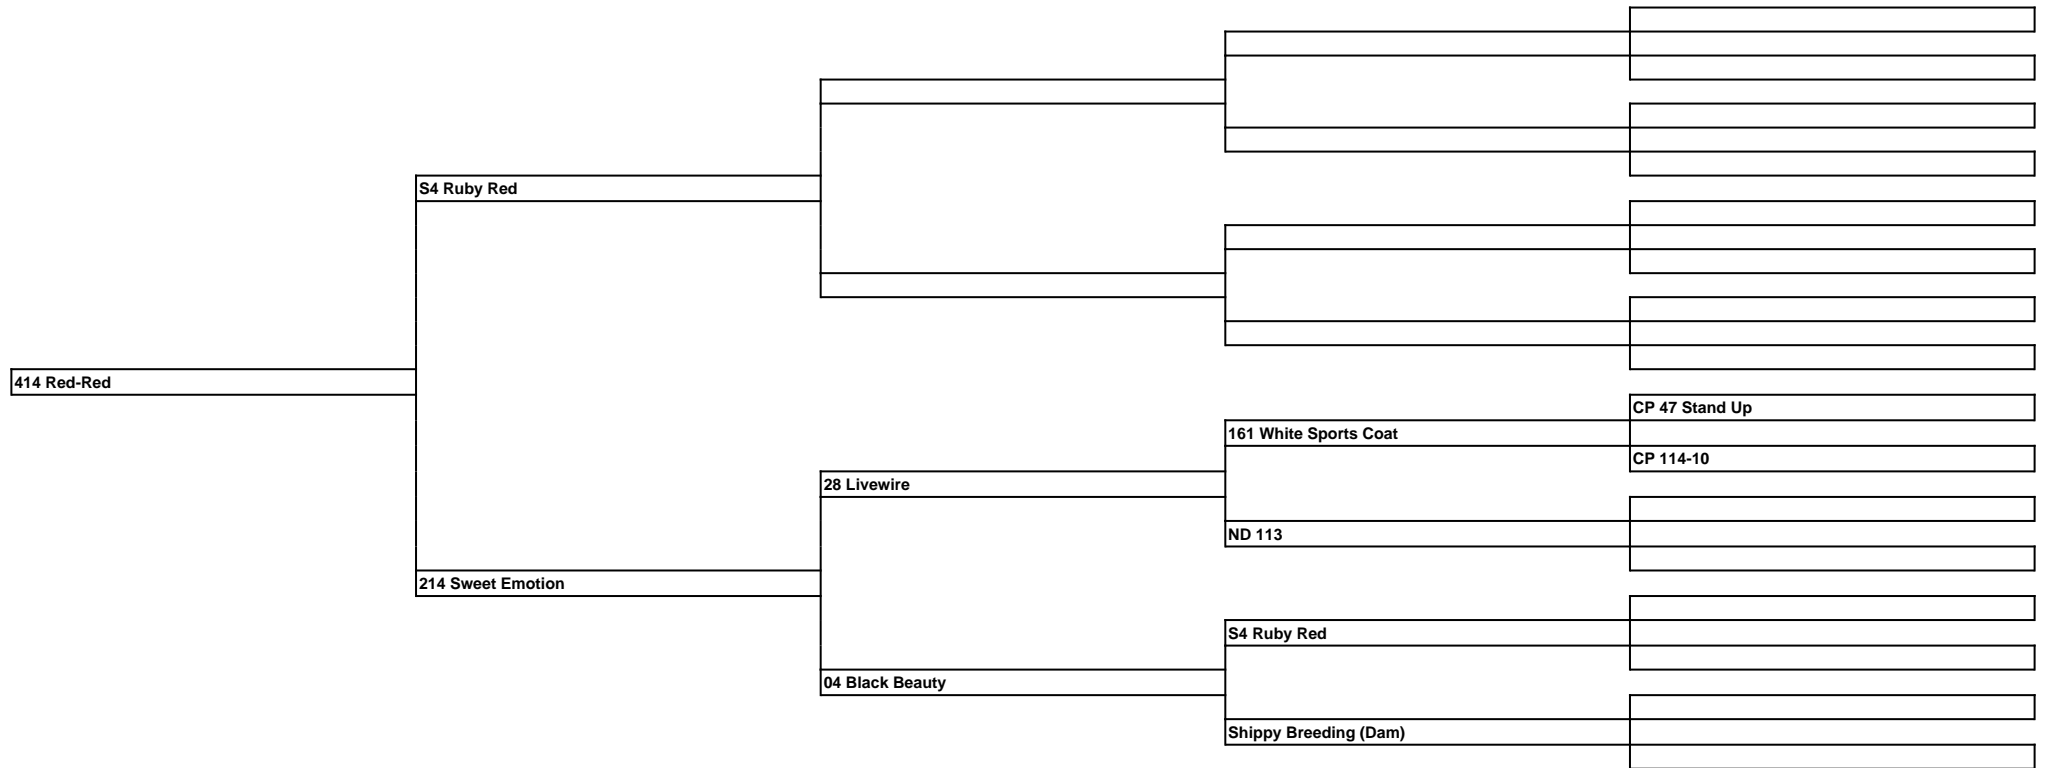 S4 Ruby Red
414 Red-Red
CP 47 Stand Up
161 White Sports Coat
CP 114-10
28 Livewire
ND 113
214 Sweet Emotion
S4 Ruby Red
04 Black Beauty
Shippy Breeding (Dam)